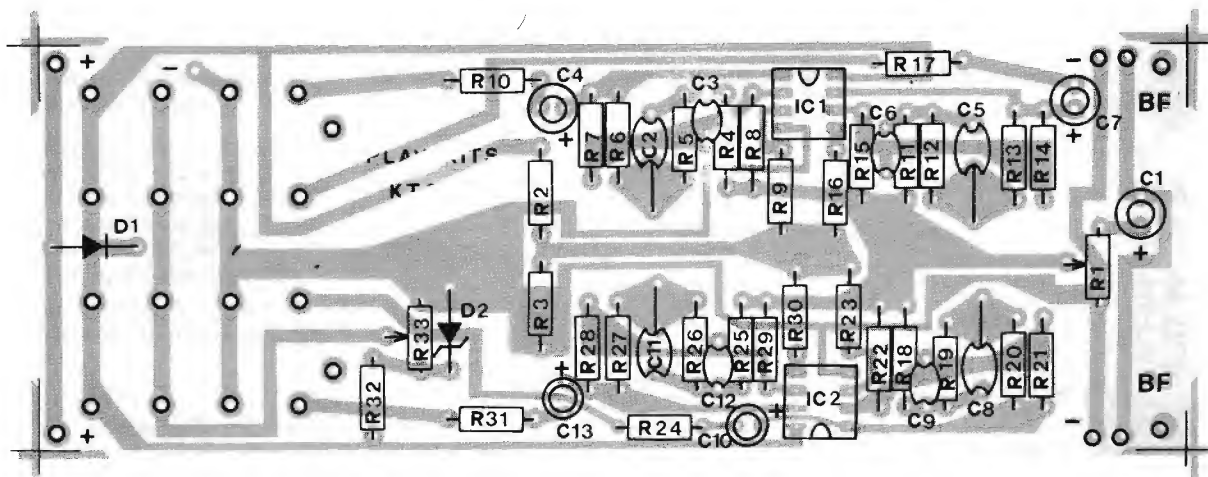 +
-
R10
C4
C3
IC1
R17
-
BF
C7
+
+
R7
R6
C2
R5
R4
R8
C6
C5
R15
R11
R12
R13
R14
R2
R9
R16
C1
+
D1
R1
R3
R30
R23
D2
R33
R28
R27
C11
R26
R25
R29
R22
R18
R19
R20
R21
R32
+
C12
+
IC2
C9
C8
BF
-
+
R31
C13
R24
C10